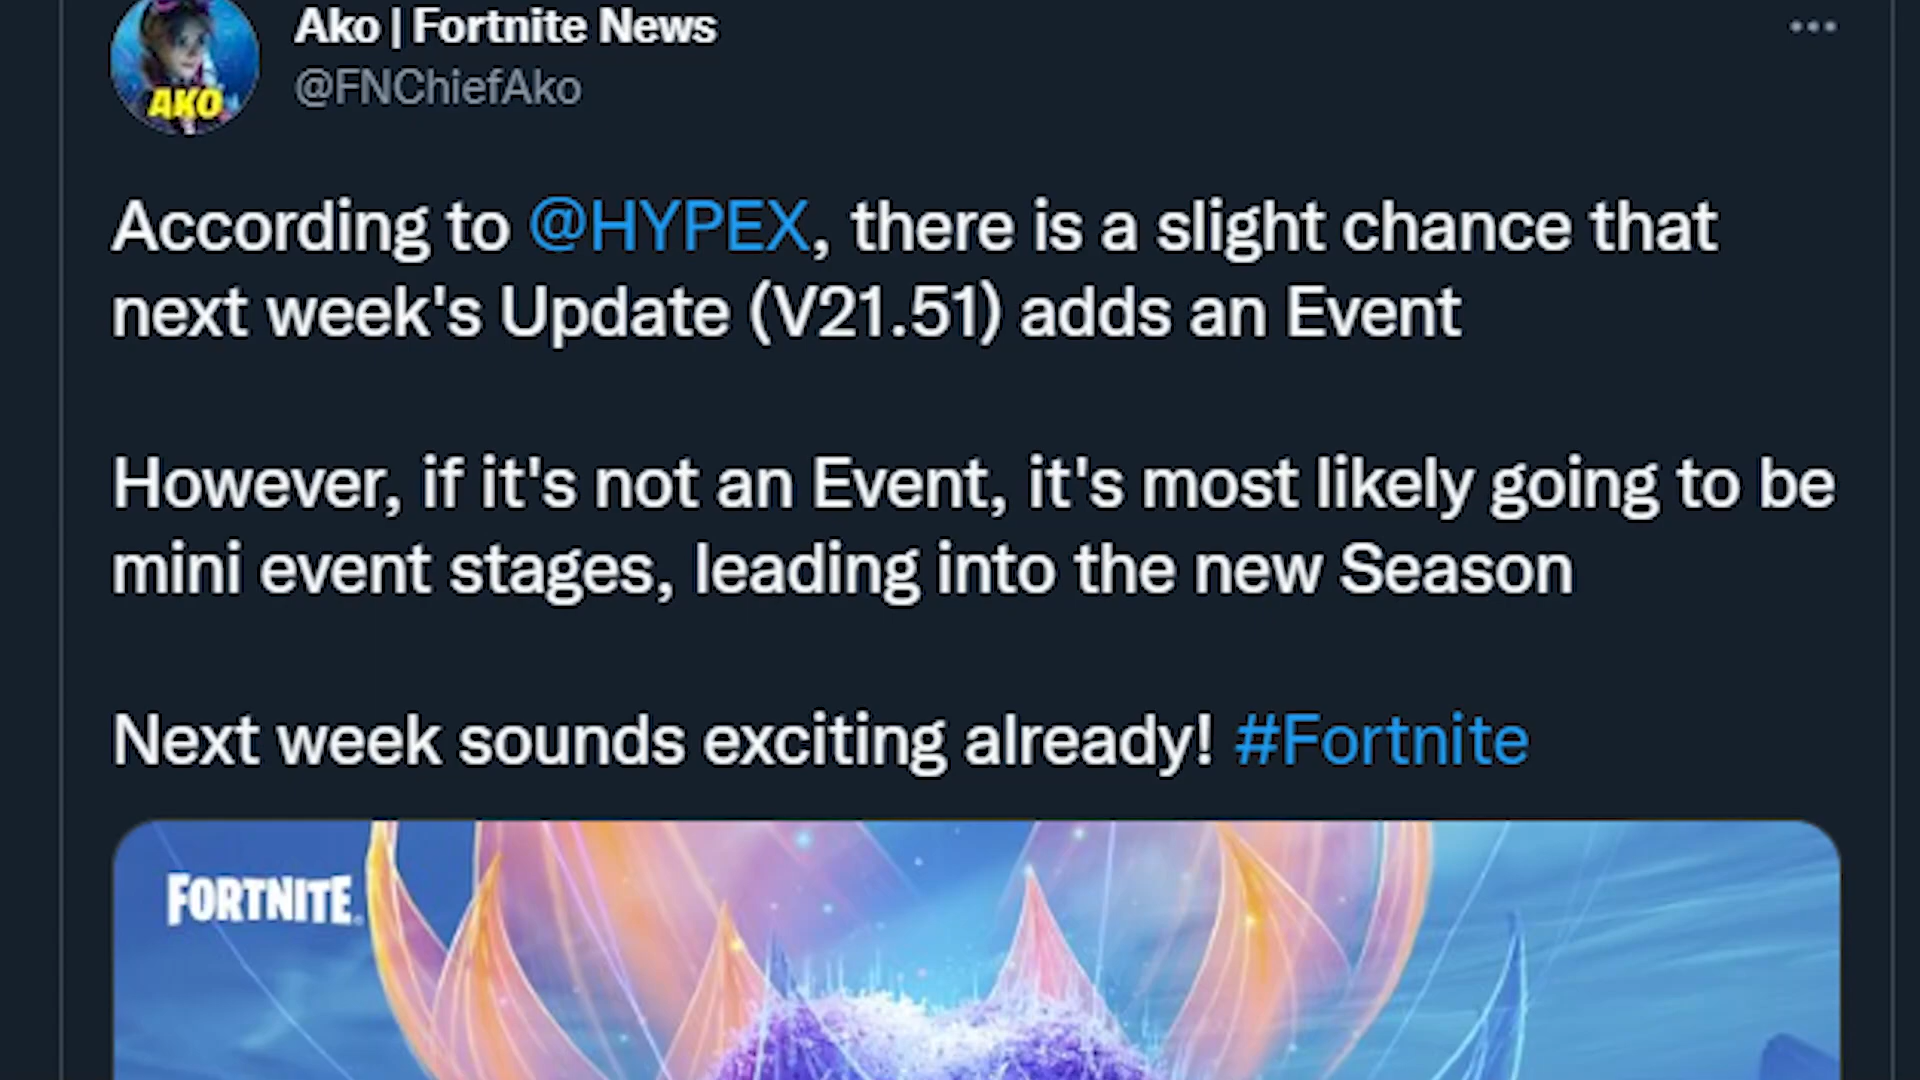 Ako | Fortnite News
@FNChiefAko
AKO
According to @HYPEX, there is a slight chance that
next week's Update (V21.51) adds an Event
However, if it's not an Event, it's most likely going to be
mini event stages, leading into the new Season
Next week sounds exciting already! #Fortnite
FORTNITE